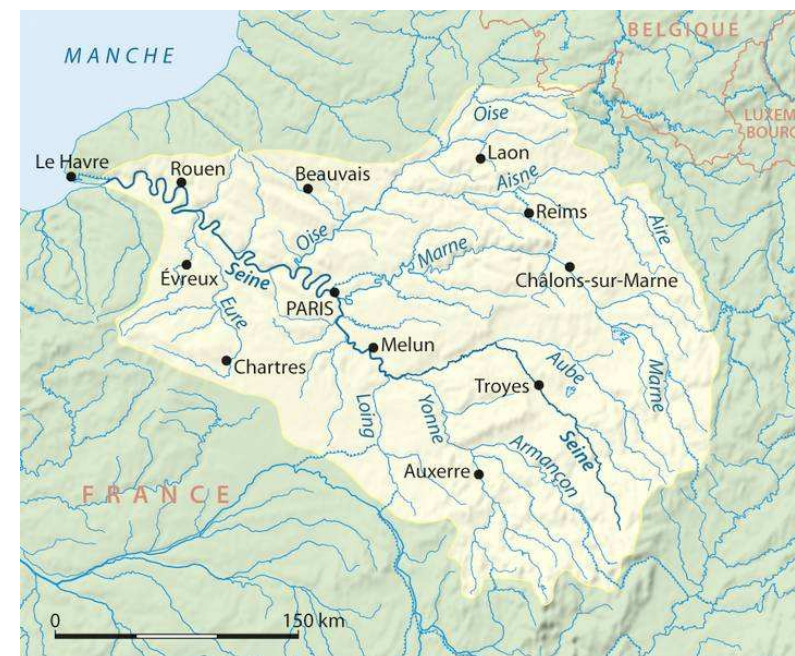 BELGIQUE
MANCHE
Oise
LUXEM
BOURG
Le Havre
Rouen
Beauvais
Laon
Aisne
Reims
Aire
Oise
Marne
Évreux
Seine
Châlons-sur-Marne
PARIS
Eure
Melun
Chartres
Aube
Marne
Troyes
Loing
Yonne
Seine
Armançon
Auxerre
FRANCE
0
150 km